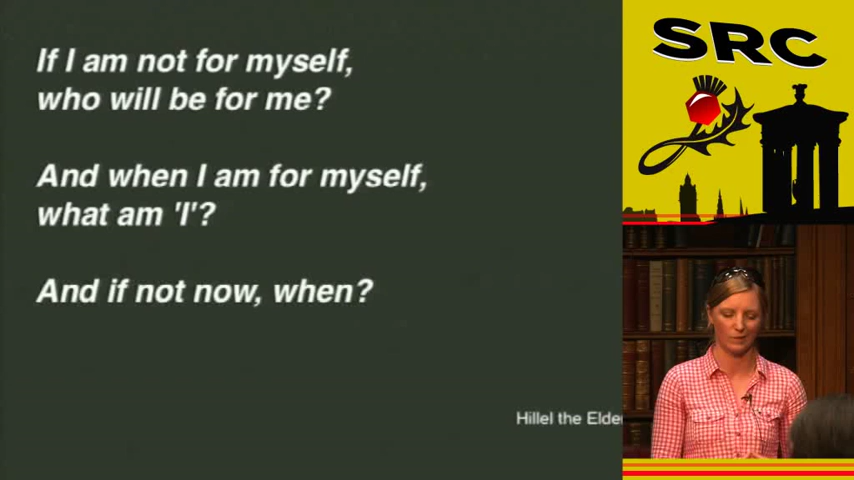 If I am not for myself,
who will be for me?
And when I am for myself,
what am 'I'?
And if not now, when?
Hillel the Elde
SRC